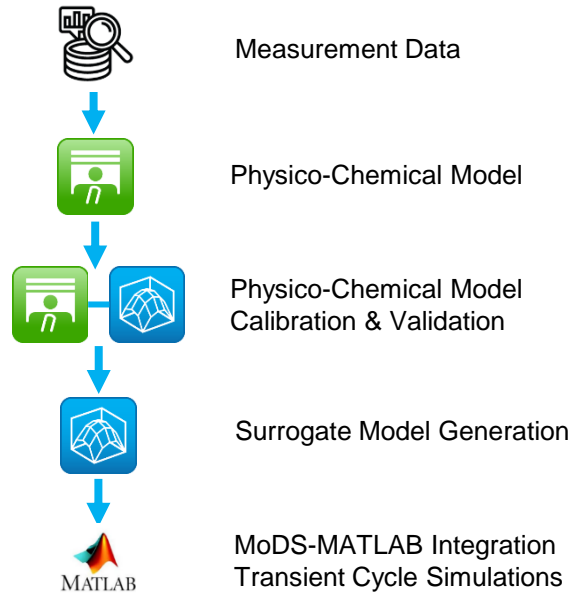 Measurement Data
Physico-Chemical Model
Physico-Chemical Model
Calibration & Validation
Surrogate Model Generation
MoDS-MATLAB Integration
Transient Cycle Simulations
MATLAB